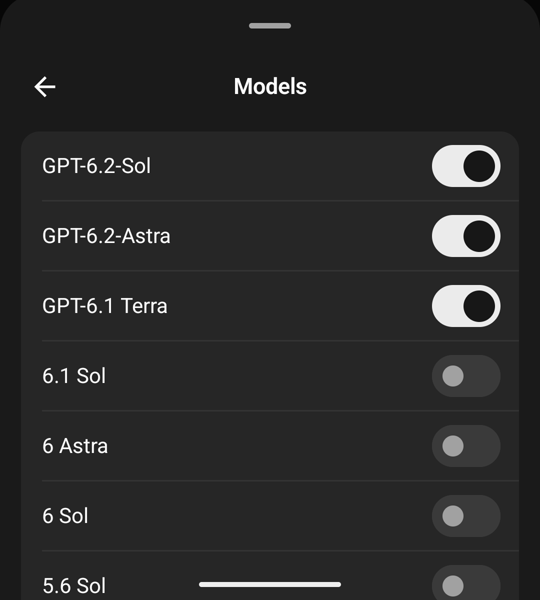 Models
GPT-6.2-Sol
GPT-6.2-Astra
GPT-6.1 Terra
6.1 Sol
6 Astra
6 Sol
5.6 Sol